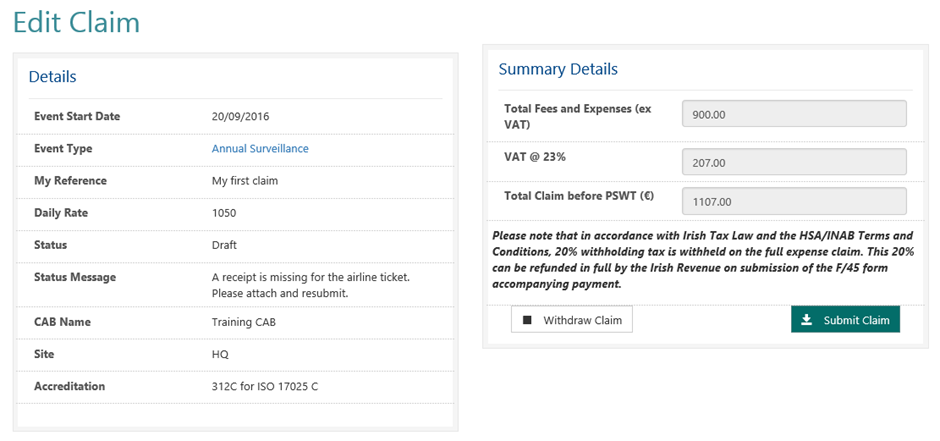 Edit Claim
Details
Event Start Date 20/09/2016
Event Type Annual Surveillance
My Reference My first claim
Daily Rate 1050
Status Draft
Status Message A receipt is missing for the airline ticket.
Please attach and resubmit.
CAB Name Training CAB
Site HQ
Accreditation 312C for ISO 17025 C
Summary Details
Total Fees and Expenses (ex
VAT) 900.00
VAT @ 23% 207.00
Total Claim before PSWT (€) 1107.00
Please note that in accordance with Irish Tax Law and the HSA/INAB Terms and
Conditions, 20% withholding tax is withheld on the full expense claim. This 20%
can be refunded in full by the Irish Revenue on submission of the F/45 form
accompanying payment.
Withdraw Claim Submit Claim